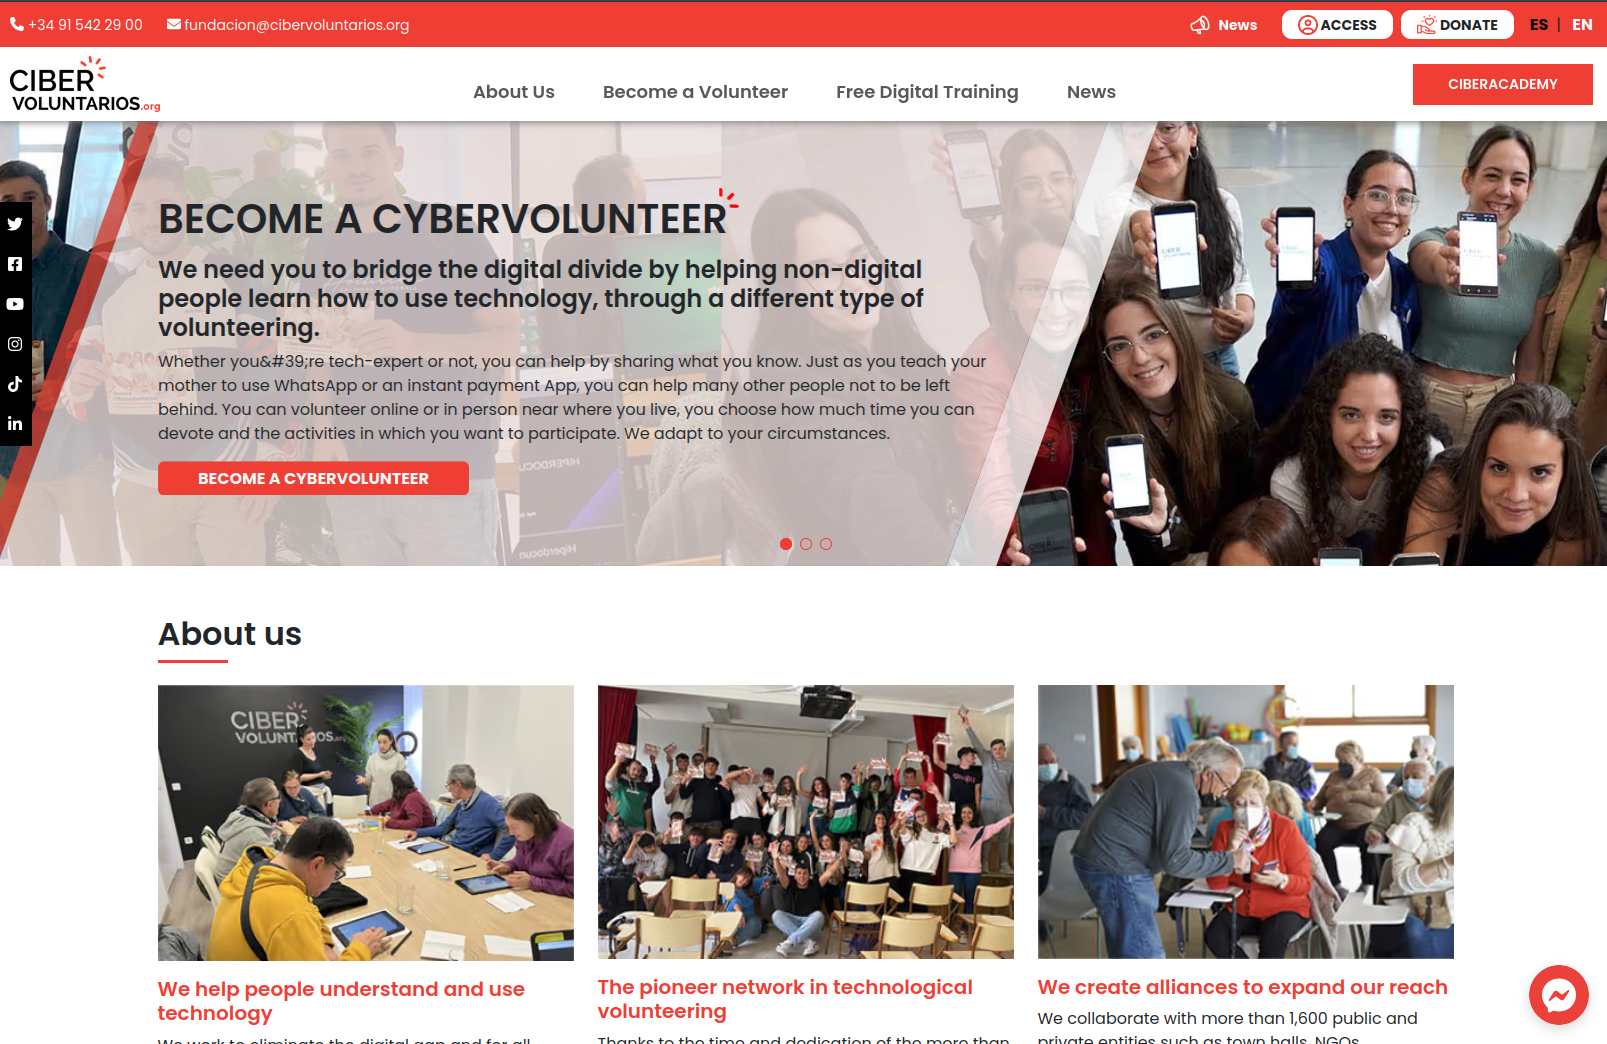 +34 91 542 29 00
fundacion@cibervoluntarios.org
News
ACCESS
DONATE
ES | EN
CIBER
VOLUNTARIOS.org
About Us
Become a Volunteer
Free Digital Training
News
CIBERACADEMY
BECOME A CYBERVOLUNTEER
We need you to bridge the digital divide by helping non-digital
people learn how to use technology, through a different type of
volunteering.
Whether you&#39;re tech-expert or not, you can help by sharing what you know. Just as you teach your
mother to use WhatsApp or an instant payment App, you can help many other people not to be left
behind. You can volunteer online or in person near where you live, you choose how much time you can
devote and the activities in which you want to participate. We adapt to your circumstances.
BECOME A CYBERVOLUNTEER
About us
CIBER
VOLUNTARIOS.org
We help people understand and use
technology
We work to eliminate the digital gap and for all
The pioneer network in technological
volunteering
Thanks to the time and dedication of the more than
We create alliances to expand our reach
We collaborate with more than 1,600 public and
private entities such as town halls, NGOs,